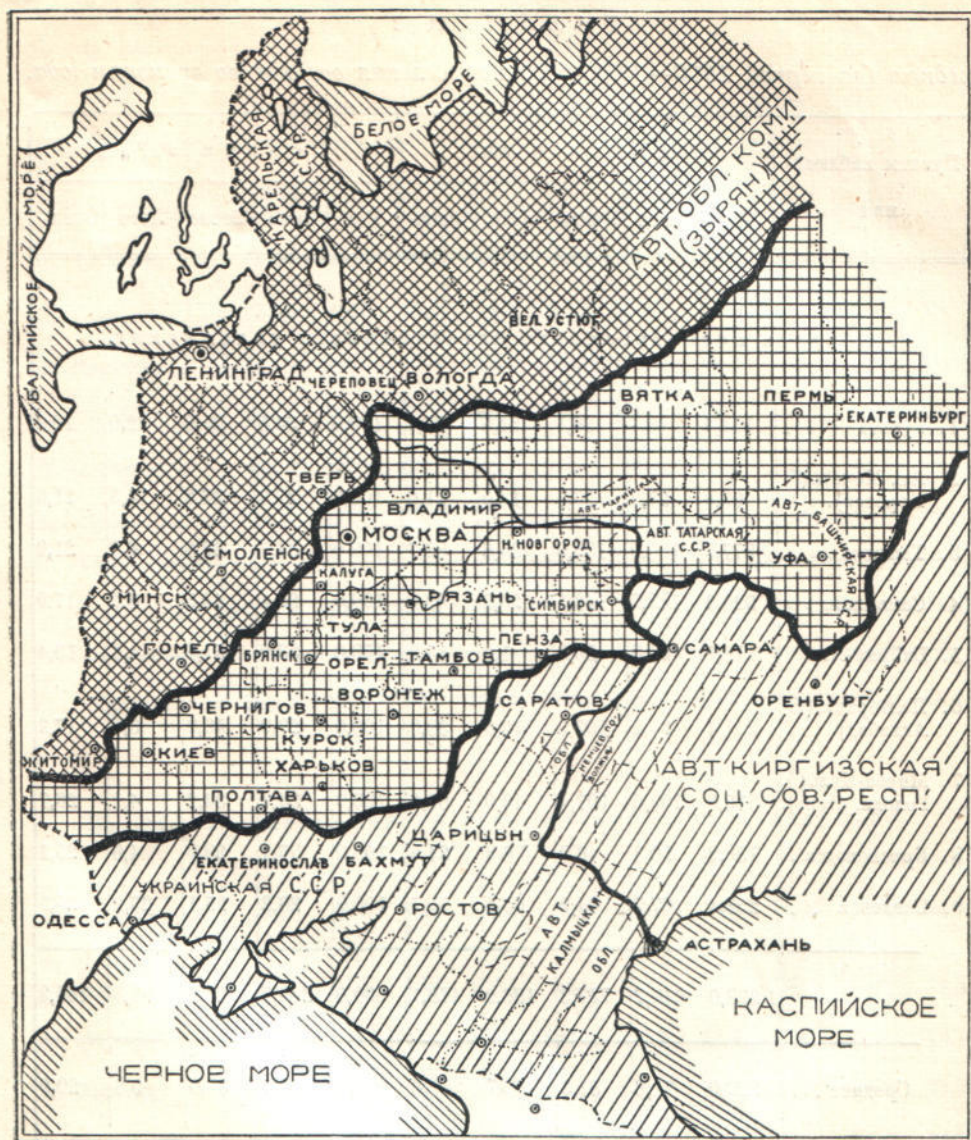 БАЛТИЙСКОЕ МОРЕ
КАРЕЛЬСКАЯ
С.С.Р.
БЕЛОЕ МОРЕ
АВТ. ОБЛ. КОМИ
(ЗЫРЯН)
ВЕЛ. УСТЮГ
ЛЕНИНГРАД
ЧЕРЕПОВЕЦ
ВОЛОГДА
ВЯТКА
ПЕРМЬ
ЕКАТЕРИНБУРГ
ТВЕРЬ
ВЛАДИМИР
МОСКВА
Н. НОВГОРОД
АВТ. ТАТАРСКАЯ
С.С.Р.
АВТ. БАШКИРСКАЯ ССР
УФА
СМОЛЕНСК
КАЛУГА
МИНСК
РЯЗАНЬ
СИМБИРСК
ТУЛА
ГОМЕЛЬ
БРЯНСК
ОРЕЛ
ТАМБОВ
ПЕНЗА
САМАРА
ОРЕНБУРГ
ЧЕРНИГОВ
ВОРОНЕЖ
САРАТОВ
ОБЛ
ЖИТОМИР
КИЕВ
КУРСК
ХАРЬКОВ
ПОЛТАВА
АВТ КИРГИЗСКАЯ
СОЦ. СОВ. РЕСП.
ЦАРИЦЫН
ЕКАТЕРИНОСЛАВ
БАХМУТ
УКРАИНСКАЯ С.С.Р.
ОДЕССА
РОСТОВ
АВТ.
КАЛМЫЦКАЯ
ОБЛ
АСТРАХАНЬ
КАСПИЙСКОЕ
МОРЕ
ЧЕРНОЕ МОРЕ